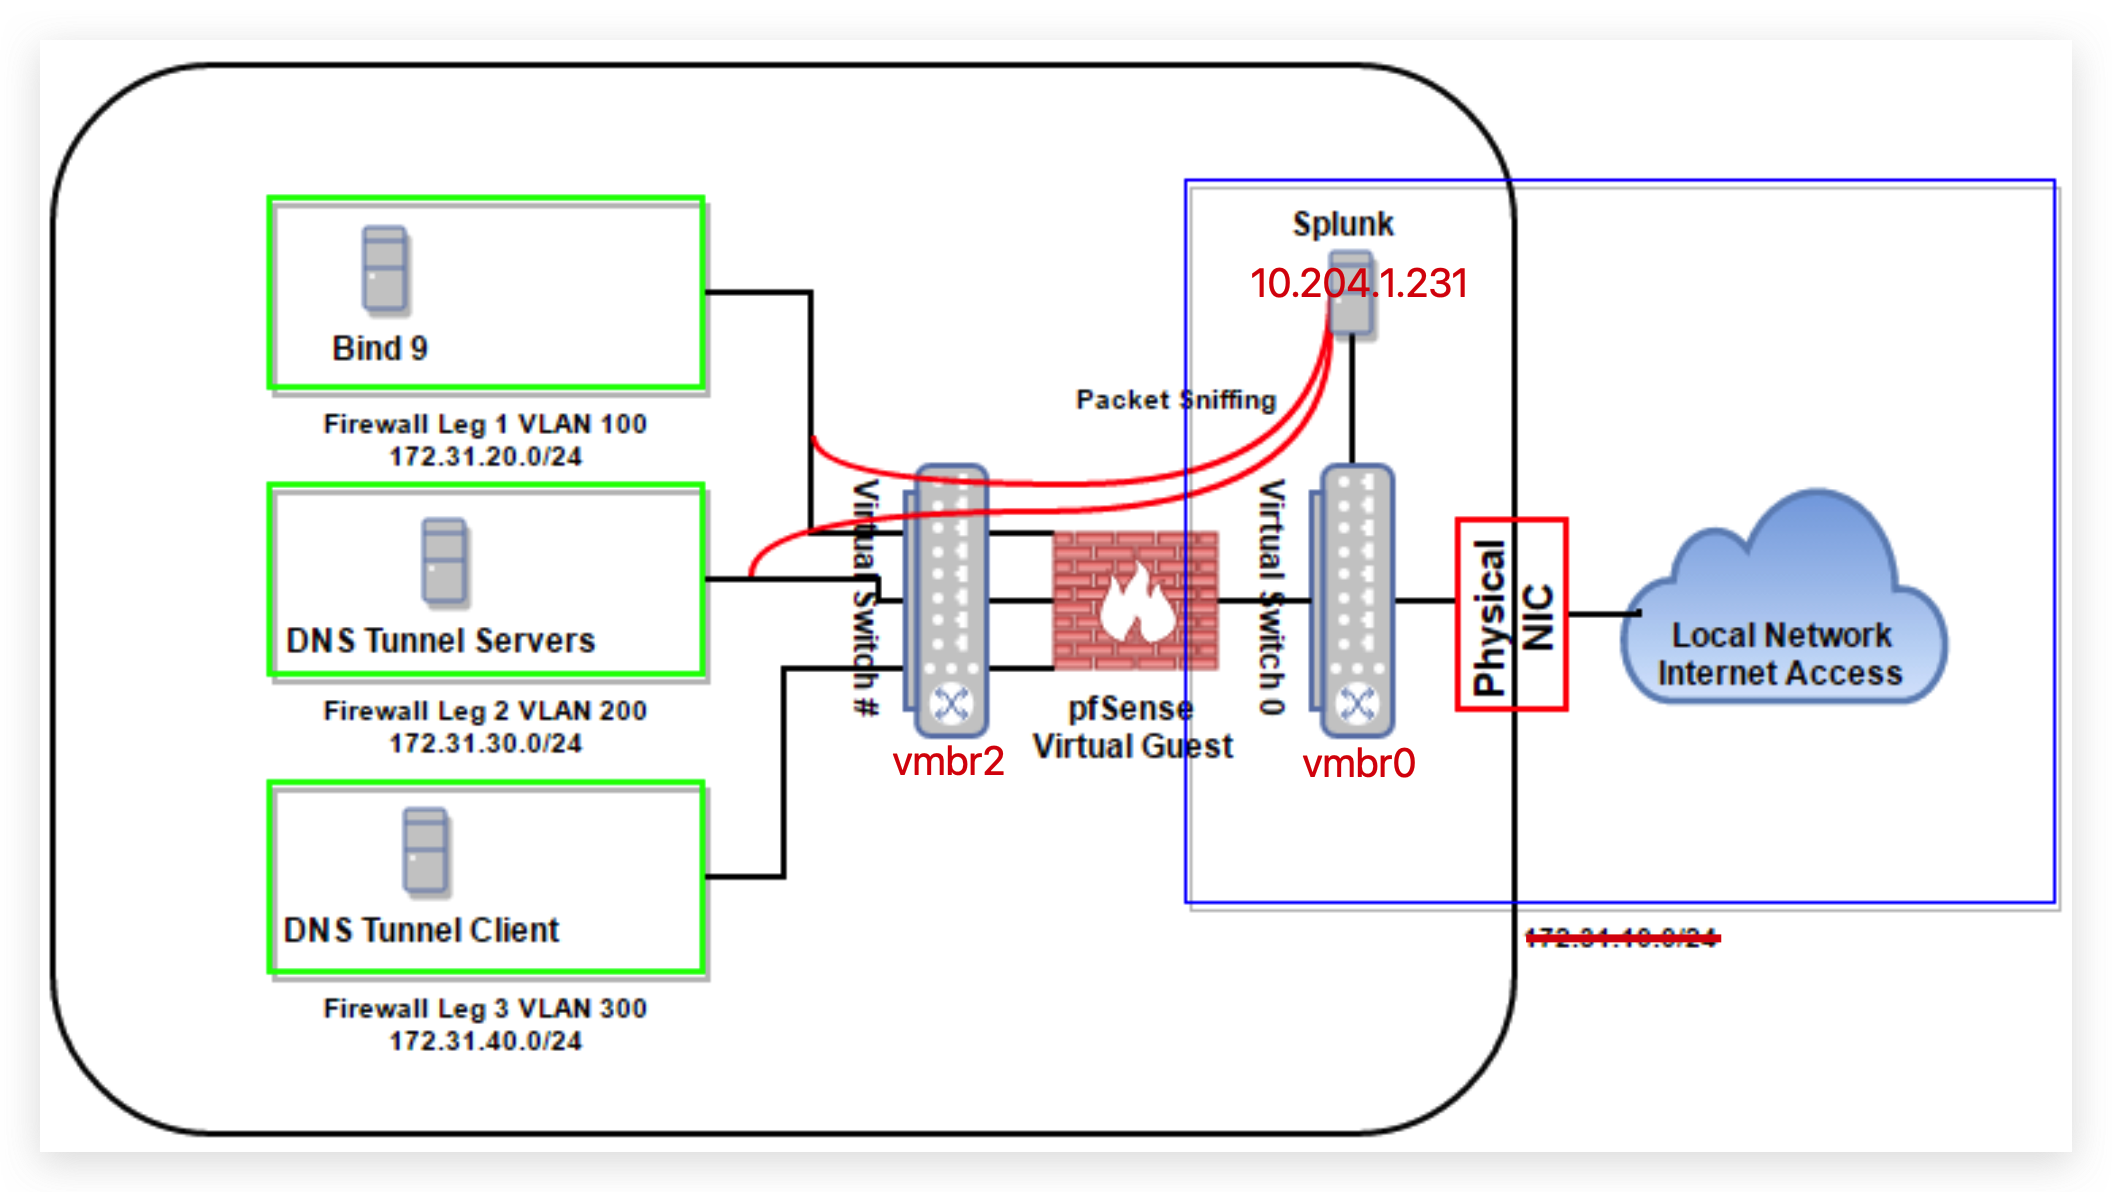 Splunk
10.204.1.231
Bind 9
Packet Sniffing
Firewall Leg 1 VLAN 100
172.31.20.0/24
Virtual Switch #
Virtual Switch 0
Physical
NIC
DNS Tunnel Servers
Local Network
Internet Access
Firewall Leg 2 VLAN 200
172.31.30.0/24
pfSense
Virtual Guest
vmbr2
vmbr0
DNS Tunnel Client
172.31.10.0/24
Firewall Leg 3 VLAN 300
172.31.40.0/24